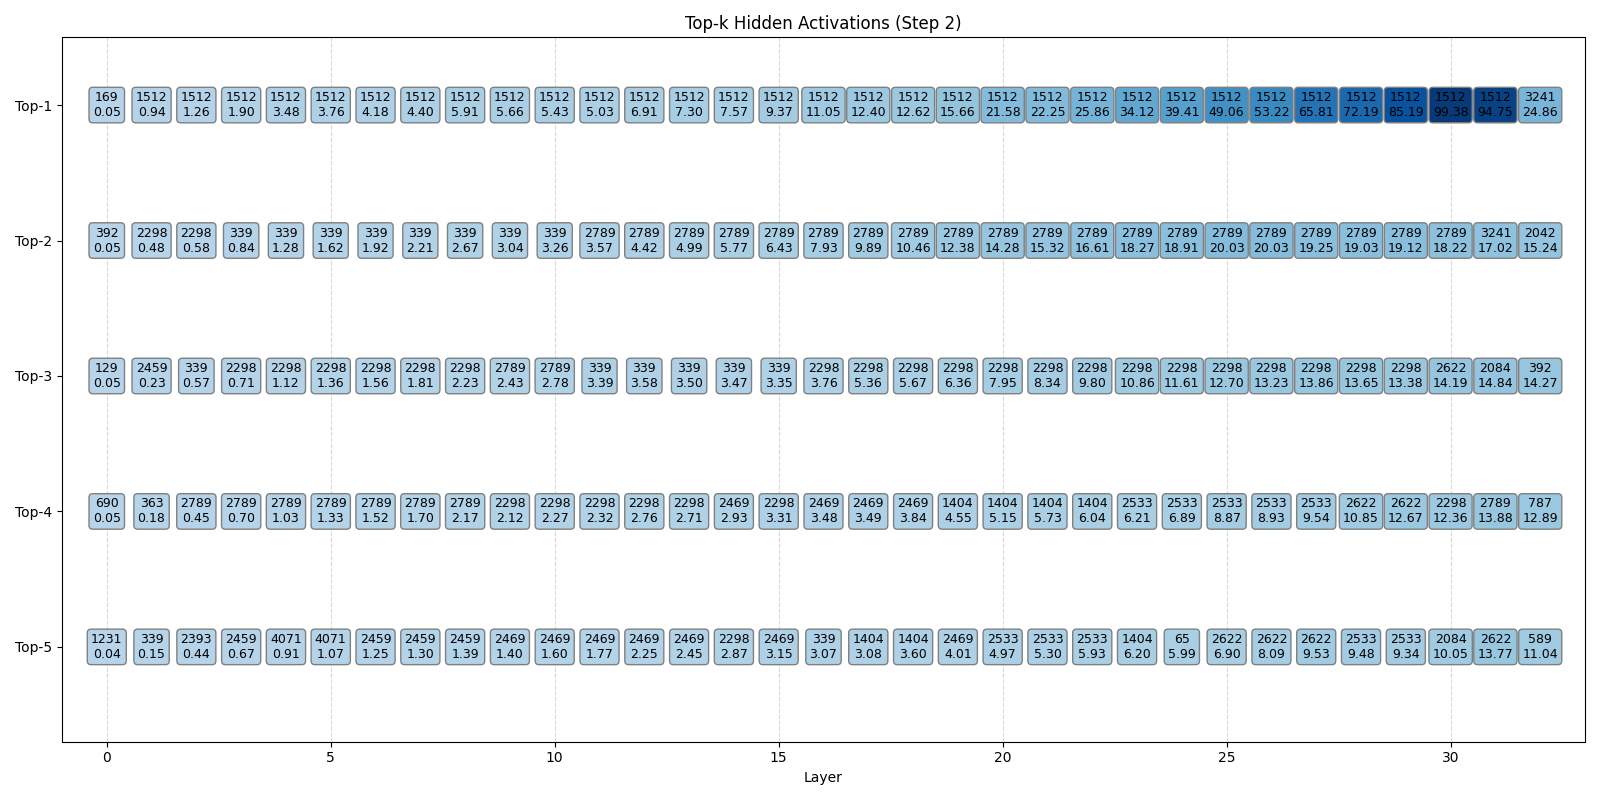 Top-k Hidden Activations (Step 2)
Top-1
169 1512 1512 1512 1512 1512 1512 1512 1512 1512 1512 1512 1512 1512 1512 1512 1512 1512 1512 1512 1512 1512 1512 1512 1512 1512 1512 1512 1512 1512 1512 1512 3241
0.05 0.94 1.26 1.90 3.48 3.76 4.18 4.40 5.91 5.66 5.43 5.03 6.91 7.30 7.57 9.37 11.05 12.40 12.62 15.66 21.58 22.25 25.86 34.12 39.41 49.06 53.22 65.81 72.19 85.19 99.38 94.75 24.86
Top-2
392 2298 2298 339 339 339 339 339 339 339 339 2789 2789 2789 2789 2789 2789 2789 2789 2789 2789 2789 2789 2789 2789 2789 2789 2789 2789 2789 2789 3241 2042
0.05 0.48 0.58 0.84 1.28 1.62 1.92 2.21 2.67 3.04 3.26 3.57 4.42 4.99 5.77 6.43 7.93 9.89 10.46 12.38 14.28 15.32 16.61 18.27 18.91 20.03 20.03 19.25 19.03 19.12 18.22 17.02 15.24
Top-3
129 2459 339 2298 2298 2298 2298 2298 2298 2789 2789 339 339 339 339 339 2298 2298 2298 2298 2298 2298 2298 2298 2298 2298 2298 2298 2298 2298 2622 2084 392
0.05 0.23 0.57 0.71 1.12 1.36 1.56 1.81 2.23 2.43 2.78 3.39 3.58 3.50 3.47 3.35 3.76 5.36 5.67 6.36 7.95 8.34 9.80 10.86 11.61 12.70 13.23 13.86 13.65 13.38 14.19 14.84 14.27
Top-4
690 363 2789 2789 2789 2789 2789 2789 2789 2298 2298 2298 2298 2298 2469 2298 2469 2469 2469 1404 1404 1404 1404 2533 2533 2533 2533 2533 2622 2622 2298 2789 787
0.05 0.18 0.45 0.70 1.03 1.33 1.52 1.70 2.17 2.12 2.27 2.32 2.76 2.71 2.93 3.31 3.48 3.49 3.84 4.55 5.15 5.73 6.04 6.21 6.89 8.87 8.93 9.54 10.85 12.67 12.36 13.88 12.89
Top-5
1231 339 2393 2459 4071 4071 2459 2459 2459 2469 2469 2469 2469 2469 2298 2469 339 1404 1404 2469 2533 2533 2533 1404 65 2622 2622 2622 2533 2533 2084 2622 589
0.04 0.15 0.44 0.67 0.91 1.07 1.25 1.30 1.39 1.40 1.60 1.77 2.25 2.45 2.87 3.15 3.07 3.08 3.60 4.01 4.97 5.30 5.93 6.20 5.99 6.90 8.09 9.53 9.48 9.34 10.05 13.77 11.04
0 5 10 15 20 25 30
Layer